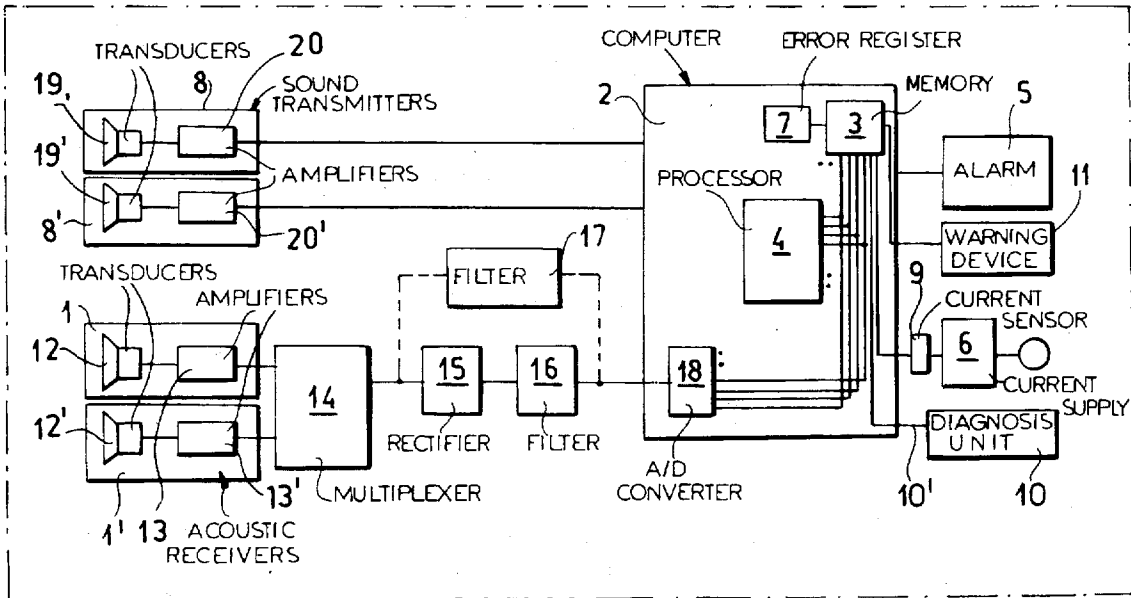 TRANSDUCERS
20
COMPUTER
ERROR REGISTER
19'
8
SOUND
TRANSMITTERS
2
MEMORY
7
3
5
ALARM
19'
AMPLIFIERS
PROCESSOR
11
8'
20'
4
WARNING
DEVICE
17
FILTER
TRANSDUCERS
AMPLIFIERS
9
CURRENT
SENSOR
1
12
14
15
16
18
6
CURRENT
SUPPLY
12'
RECTIFIER
FILTER
DIAGNOSIS
UNIT
MULTIPLEXER
A/D
CONVERTER
10'
10
1'
13
13'
ACOUSTIC
RECEIVERS